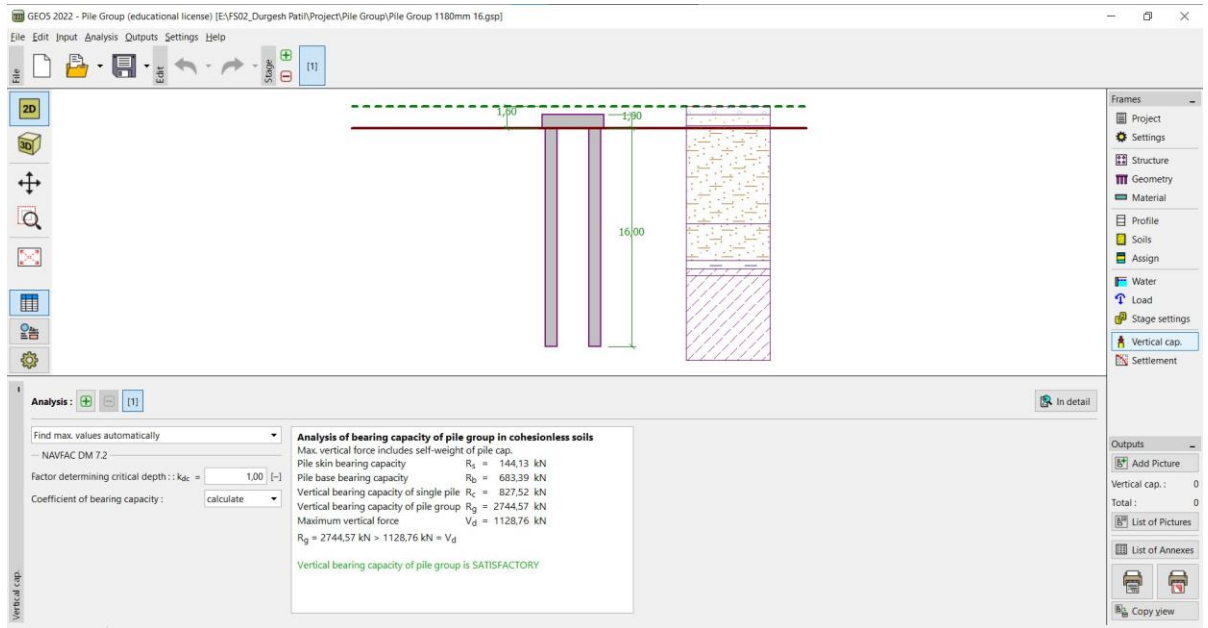 GEO5 2022 - Pile Group (educational license) [E:\FS02_Durgesh Patil\Project\Pile Group\Pile Group 1180mm 16.gsp]
File Edit Input Analysis Outputs Settings Help
File
Edit
Stage
[1]
2D
3D
1,60
1,00
16,00
Frames
Project
Settings
Structure
Geometry
Material
Profile
Soils
Assign
Water
Load
Stage settings
Vertical cap.
Settlement
Analysis : [1]
In detail
Find max. values automatically
NAVFAC DM 7.2
Factor determining critical depth : : kdc = 1,00 [–]
Coefficient of bearing capacity : calculate
Analysis of bearing capacity of pile group in cohesionless soils
Max. vertical force includes self-weight of pile cap.
Pile skin bearing capacity Rs = 144,13 kN
Pile base bearing capacity Rb = 683,39 kN
Vertical bearing capacity of single pile Rc = 827,52 kN
Vertical bearing capacity of pile group Rg = 2744,57 kN
Maximum vertical force Vd = 1128,76 kN
Rg = 2744,57 kN > 1128,76 kN = Vd
Vertical bearing capacity of pile group is SATISFACTORY
Vertical cap.
Outputs
Add Picture
Vertical cap. : 0
Total : 0
List of Pictures
List of Annexes
Copy view